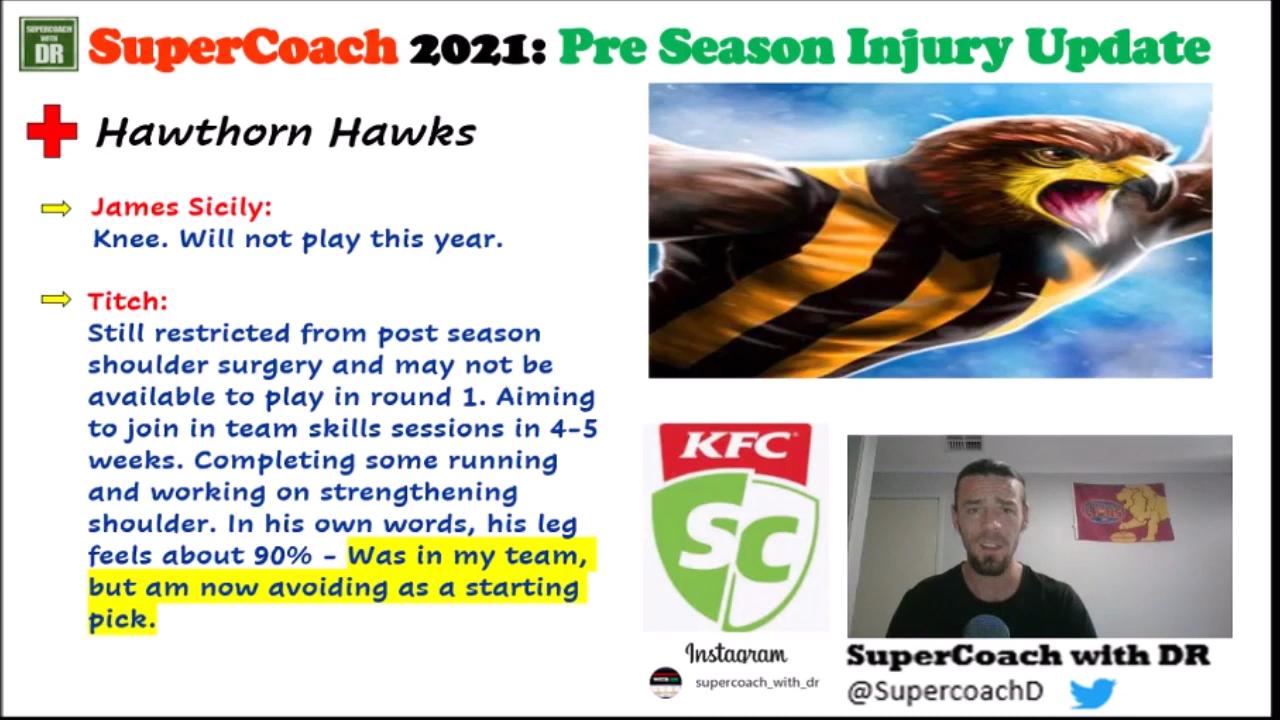 SUPERCOACH
WITH
DR
SuperCoach 2021: Pre Season Injury Update
Hawthorn Hawks
James Sicily:
Knee. Will not play this year.
Titch:
Still restricted from post season
shoulder surgery and may not be
available to play in round 1. Aiming
to join in team skills sessions in 4-5
weeks. Completing some running
and working on strengthening
shoulder. In his own words, his leg
feels about 90% - Was in my team,
but am now avoiding as a starting
pick.
KFC
SC
Instagram
supercoach_with_dr
SuperCoach with DR
@SupercoachD